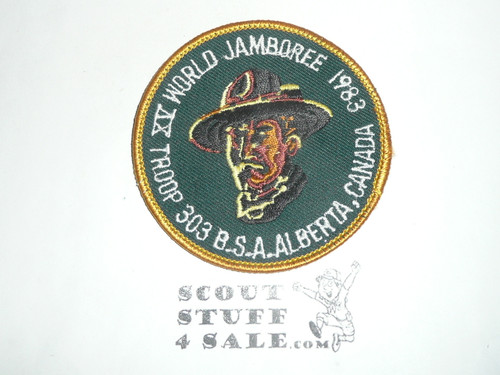 XV WORLD JAMBOREE 1983
TROOP 303 B.S.A. ALBERTA, CANADA
SCOUT
STUFF
4 SALE.COM